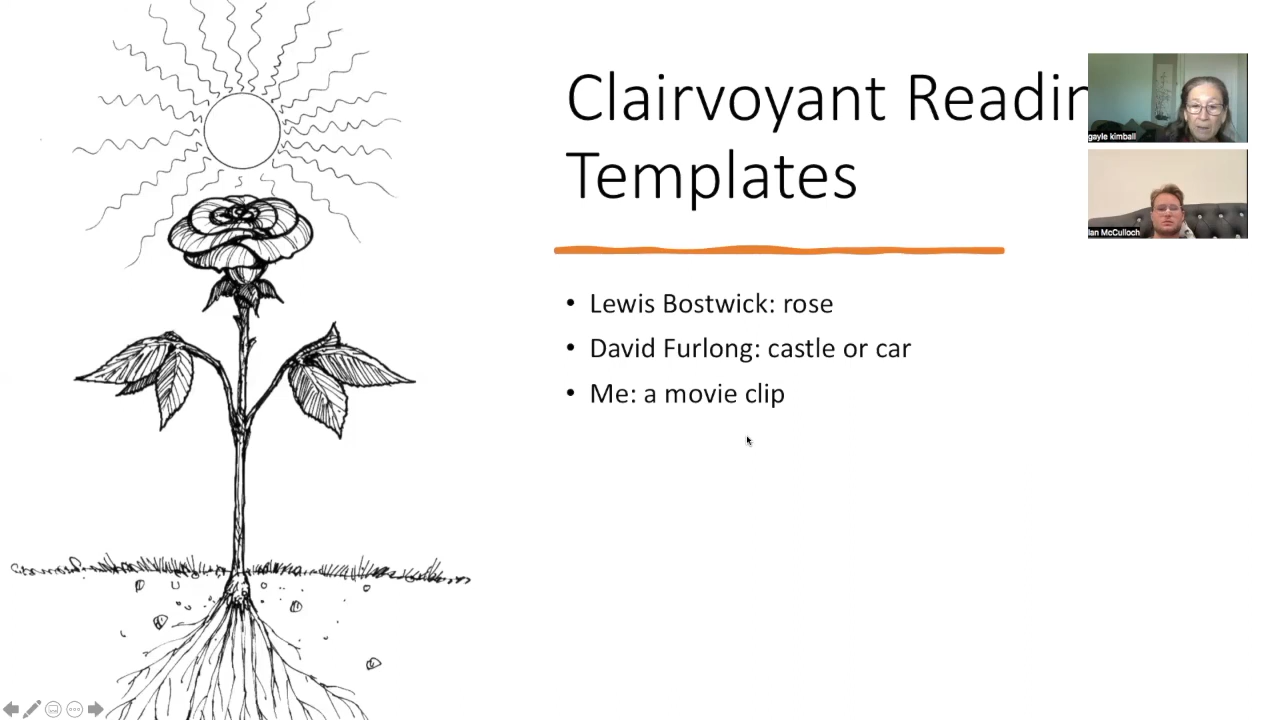 Clairvoyant Readin
Templates
• Lewis Bostwick: rose
• David Furlong: castle or car
• Me: a movie clip
gayle kimball
Ian McCulloch